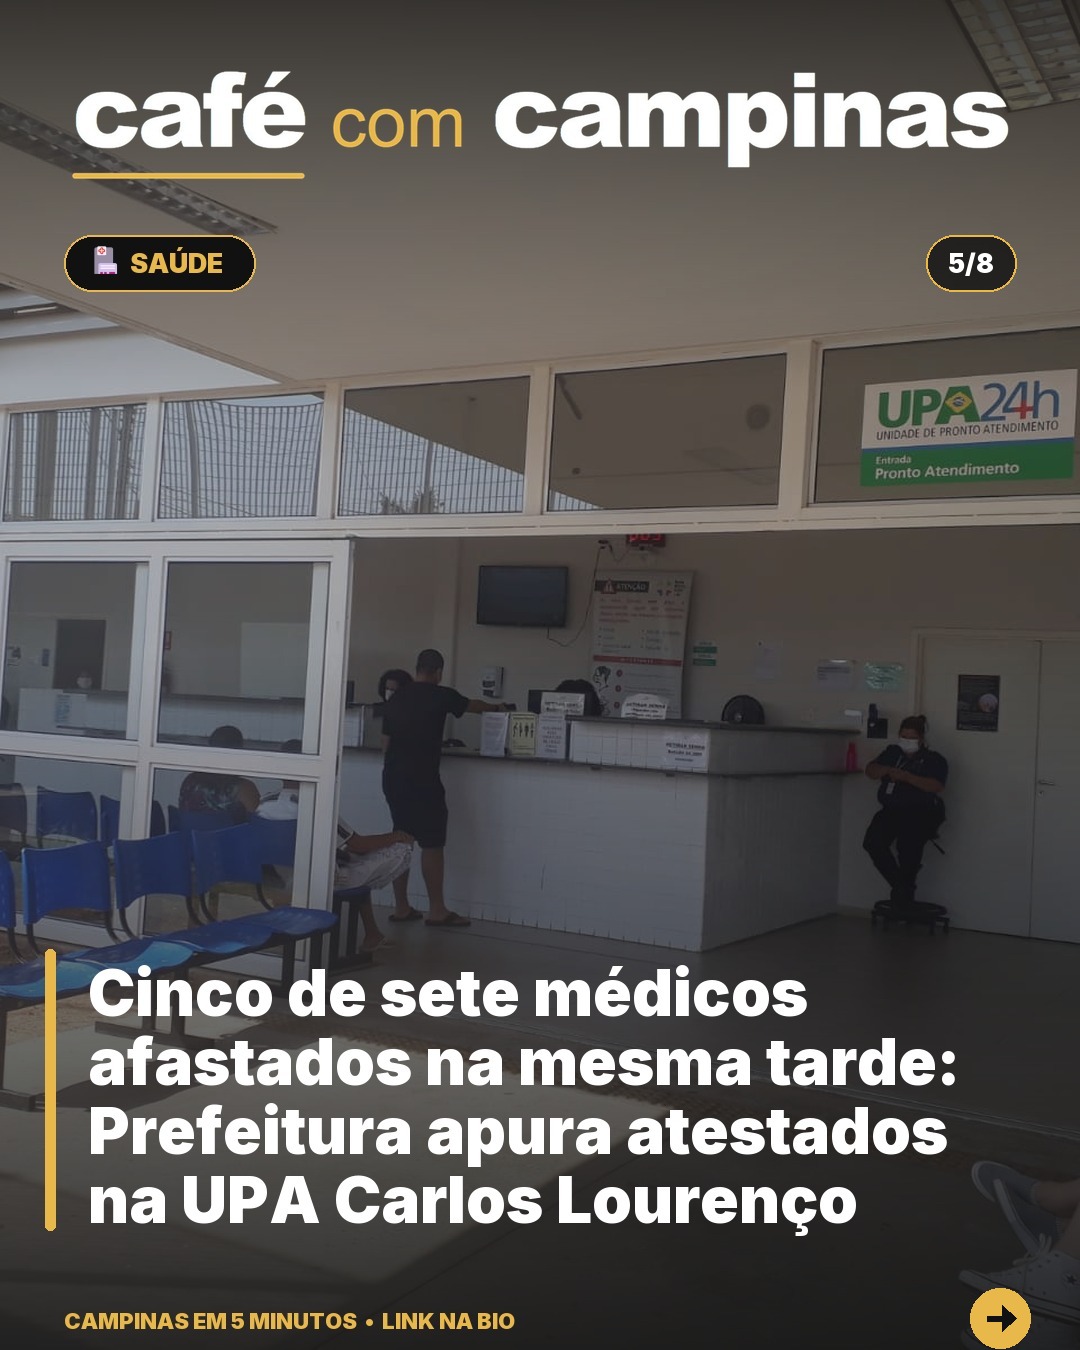 café com campinas
SAÚDE
5/8
UPA24h
UNIDADE DE PRONTO ATENDIMENTO
Entrada
Pronto Atendimento
ATENÇÃO
Cinco de sete médicos
afastados na mesma tarde:
Prefeitura apura atestados
na UPA Carlos Lourenço
CAMPINAS EM 5 MINUTOS • LINK NA BIO